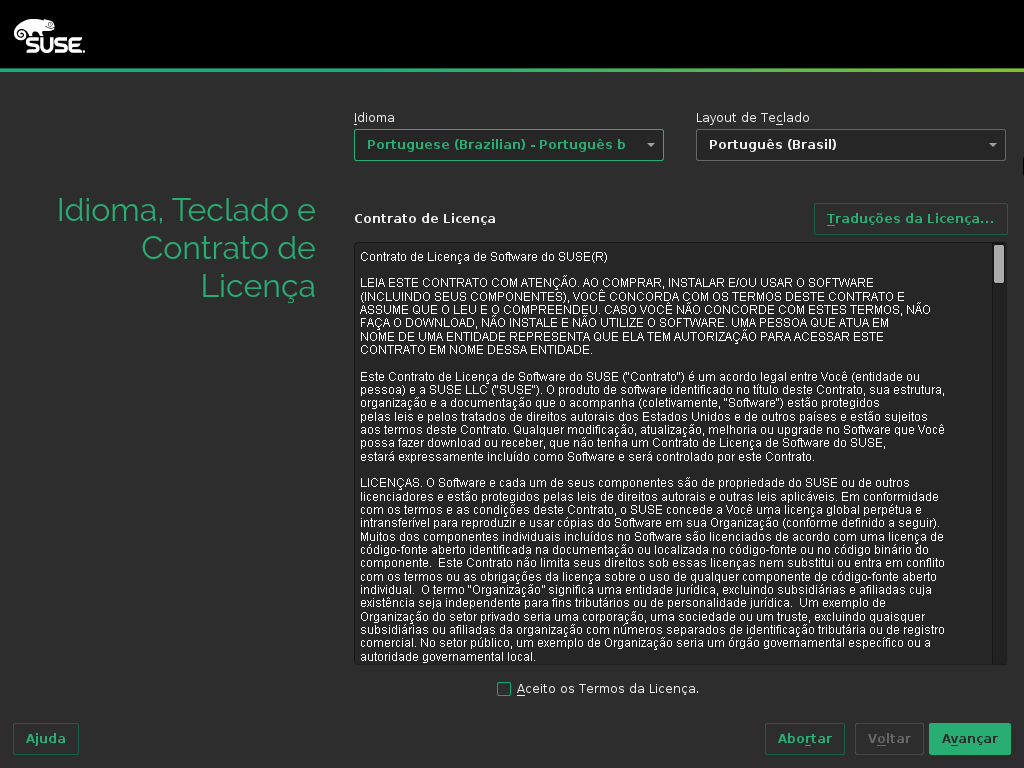 SUSE.
Idioma
Layout de Teclado
Portuguese (Brazilian) - Português b
Português (Brasil)
Idioma, Teclado e
Contrato de
Licença
Contrato de Licença
Traduções da Licença...
Contrato de Licença de Software do SUSE(R)
LEIA ESTE CONTRATO COM ATENÇÃO. AO COMPRAR, INSTALAR E/OU USAR O SOFTWARE
(INCLUINDO SEUS COMPONENTES), VOCÊ CONCORDA COM OS TERMOS DESTE CONTRATO E
ASSUME QUE O LEU E O COMPREENDEU. CASO VOCÊ NÃO CONCORDE COM ESTES TERMOS, NÃO
FAÇA O DOWNLOAD, NÃO INSTALE E NÃO UTILIZE O SOFTWARE. UMA PESSOA QUE ATUA EM
NOME DE UMA ENTIDADE REPRESENTA QUE ELA TEM AUTORIZAÇÃO PARA ACESSAR ESTE
CONTRATO EM NOME DESSA ENTIDADE.
Este Contrato de Licença de Software do SUSE ("Contrato") é um acordo legal entre Você (entidade ou
pessoa) e a SUSE LLC ("SUSE"). O produto de software identificado no título deste Contrato, sua estrutura,
organização e a documentação que o acompanha (coletivamente, "Software") estão protegidos
pelas leis e pelos tratados de direitos autorais dos Estados Unidos e de outros países e estão sujeitos
aos termos deste Contrato. Qualquer modificação, atualização, melhoria ou upgrade no Software que Você
possa fazer download ou receber, que não tenha um Contrato de Licença de Software do SUSE,
estará expressamente incluído como Software e será controlado por este Contrato.
LICENÇAS. O Software e cada um de seus componentes são de propriedade do SUSE ou de outros
licenciadores e estão protegidos pelas leis de direitos autorais e outras leis aplicáveis. Em conformidade
com os termos e as condições deste Contrato, o SUSE concede a Você uma licença global perpétua e
intransferível para reproduzir e usar cópias do Software em sua Organização (conforme definido a seguir).
Muitos dos componentes individuais incluídos no Software são licenciados de acordo com uma licença de
código-fonte aberto identificada na documentação ou localizada no código-fonte ou no código binário do
componente.  Este Contrato não limita seus direitos sob essas licenças nem substitui ou entra em conflito
com os termos ou as obrigações da licença sobre o uso de qualquer componente de código-fonte aberto
individual.  O termo "Organização" significa uma entidade jurídica, excluindo subsidiárias e afiliadas cuja
existência seja independente para fins tributários ou de personalidade jurídica.  Um exemplo de
Organização do setor privado seria uma corporação, uma sociedade ou um truste, excluindo quaisquer
subsidiárias ou afiliadas da organização com números separados de identificação tributária ou de registro
comercial. No setor público, um exemplo de Organização seria um órgão governamental específico ou a
autoridade governamental local.
Aceito os Termos da Licença.
Ajuda
Abortar
Voltar
Avançar